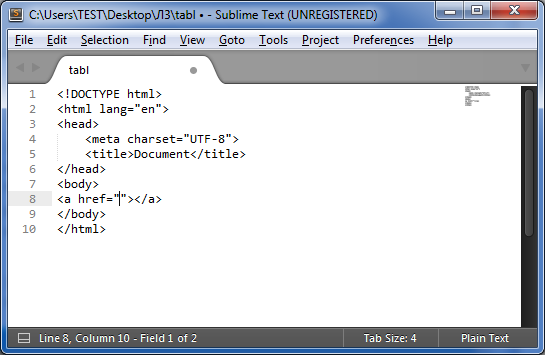 C:\Users\TEST\Desktop\Л3\tabl • - Sublime Text (UNREGISTERED)
File Edit Selection Find View Goto Tools Project Preferences Help
tabl
1 <!DOCTYPE html>
2 <html lang="en">
3 <head>
4     <meta charset="UTF-8">
5     <title>Document</title>
6 </head>
7 <body>
8 <a href=""></a>
9 </body>
10 </html>
Line 8, Column 10 - Field 1 of 2 Tab Size: 4 Plain Text